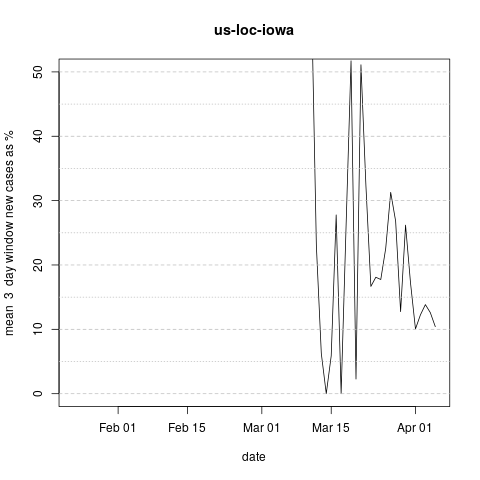 us-loc-iowa
mean  3  day window new cases as %
50
40
30
20
10
0
Feb 01
Feb 15
Mar 01
Mar 15
Apr 01
date